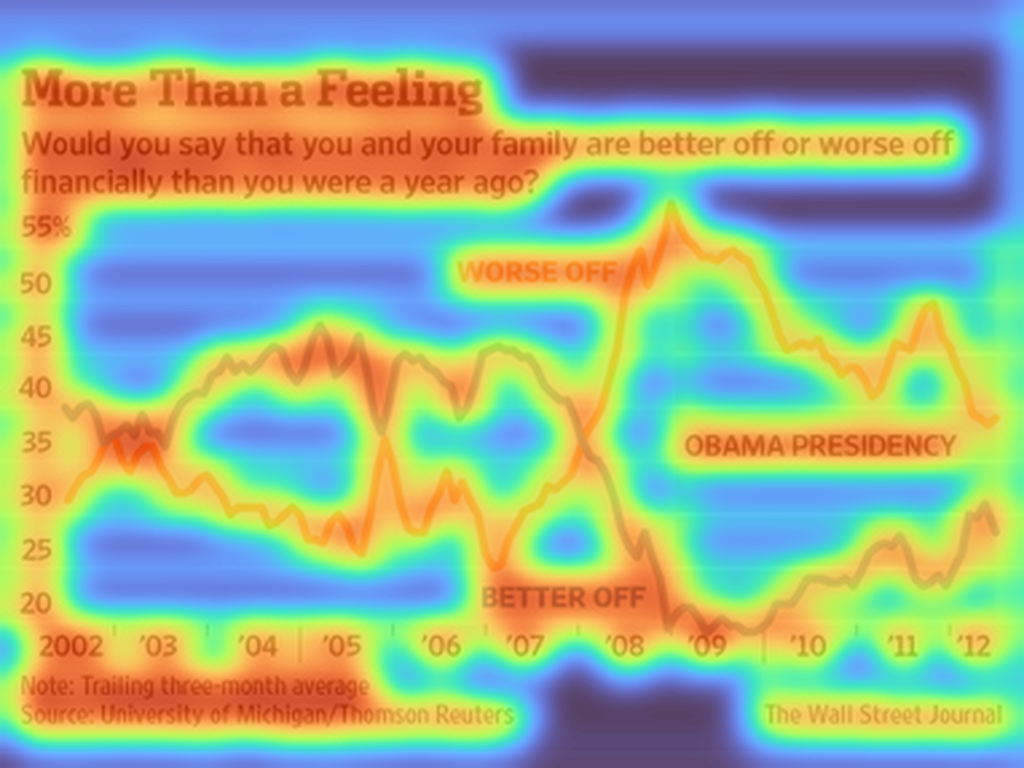 More Than a Feeling
Would you say that you and your family are better off or worse off
financially than you were a year ago?
55%
50
45
40
35
30
25
20
WORSE OFF
OBAMA PRESIDENCY
BETTER OFF
2002 '03 '04 '05 '06 '07 '08 '09 '10 '11 '12
Note: Trailing three-month average
Source: University of Michigan/Thomson Reuters
The Wall Street Journal